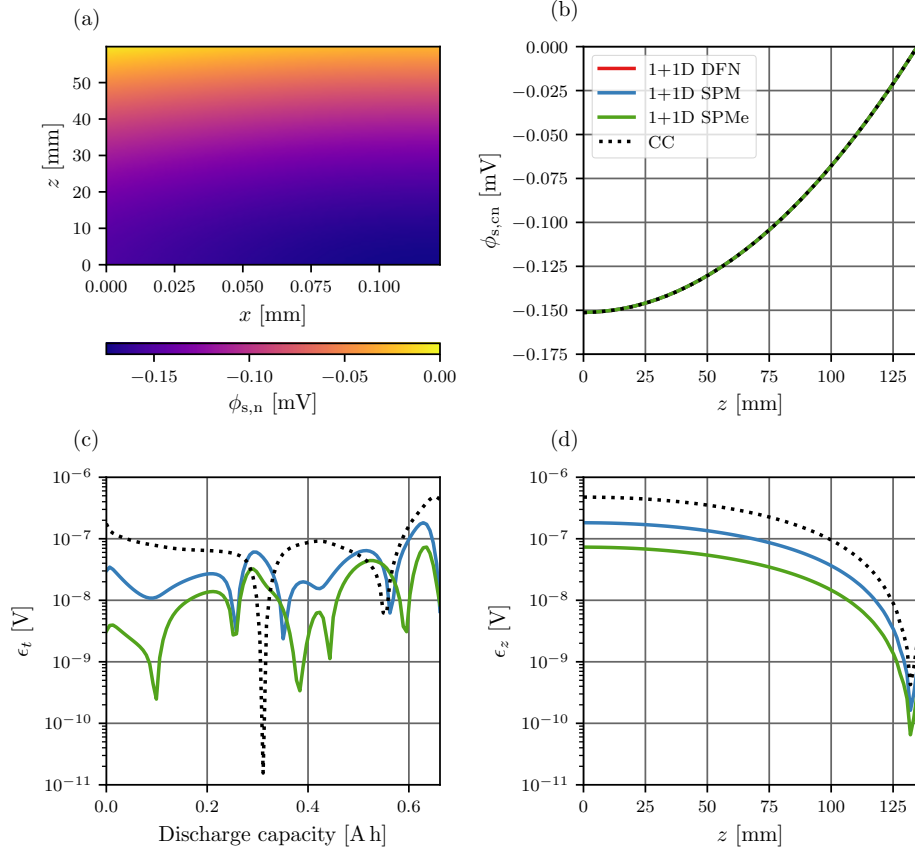 (a)
z [mm]
50
40
30
20
10
0
0.000 0.025 0.050 0.075 0.100
x [mm]
−0.15 −0.10 −0.05 0.00
ϕs,n [mV]
(b)
ϕs,cn [mV]
0.000
−0.025
−0.050
−0.075
−0.100
−0.125
−0.150
−0.175
1+1D DFN
1+1D SPM
1+1D SPMe
CC
0 25 50 75 100 125
z [mm]
(c)
ϵt [V]
10−6
10−7
10−8
10−9
10−10
10−11
0.0 0.2 0.4 0.6
Discharge capacity [A h]
(d)
ϵz [V]
10−6
10−7
10−8
10−9
10−10
10−11
0 25 50 75 100 125
z [mm]